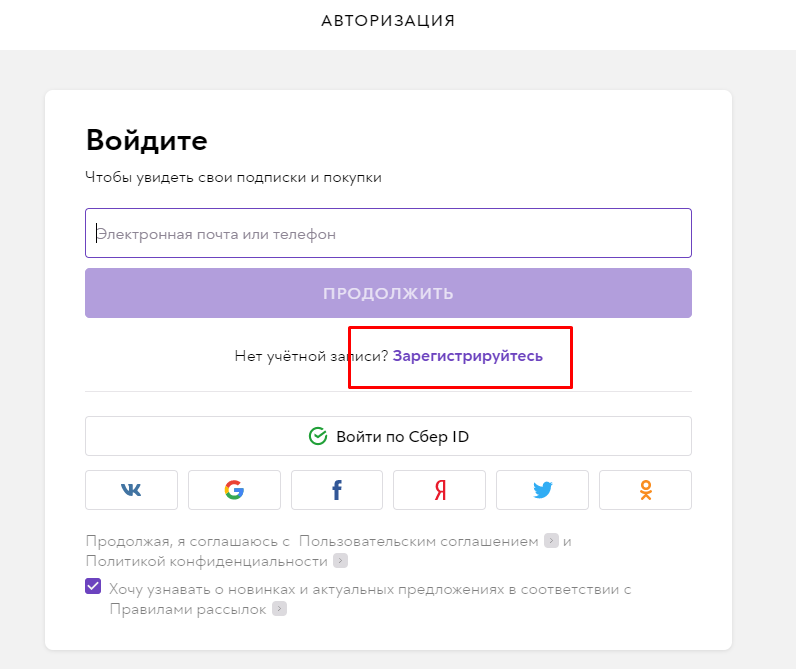 АВТОРИЗАЦИЯ
Войдите
Чтобы увидеть свои подписки и покупки
Электронная почта или телефон
ПРОДОЛЖИТЬ
Нет учётной записи? Зарегистрируйтесь
Войти по Сбер ID
Продолжая, я соглашаюсь с Пользовательским соглашением и
Политикой конфиденциальности
Хочу узнавать о новинках и актуальных предложениях в соответствии с
Правилами рассылок